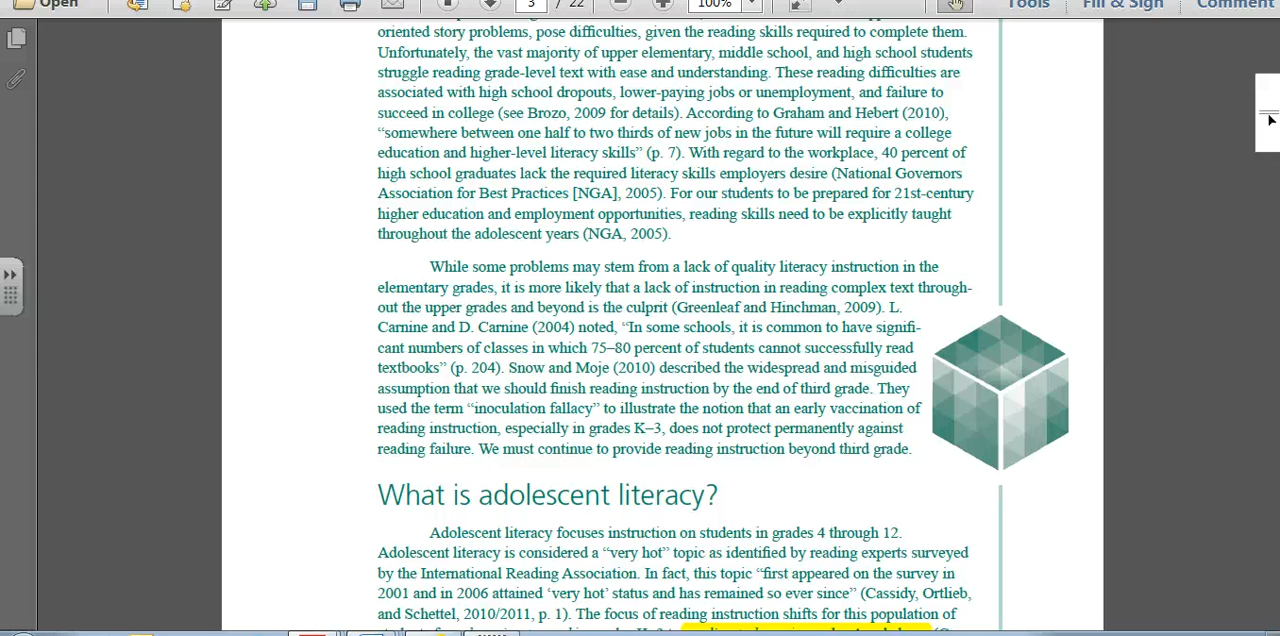 Open
3 / 22
100%
Tools
Fill & Sign
Comment
oriented story problems, pose difficulties, given the reading skills required to complete them.
Unfortunately, the vast majority of upper elementary, middle school, and high school students
struggle reading grade-level text with ease and understanding. These reading difficulties are
associated with high school dropouts, lower-paying jobs or unemployment, and failure to
succeed in college (see Brozo, 2009 for details). According to Graham and Hebert (2010),
“somewhere between one half to two thirds of new jobs in the future will require a college
education and higher-level literacy skills” (p. 7). With regard to the workplace, 40 percent of
high school graduates lack the required literacy skills employers desire (National Governors
Association for Best Practices [NGA], 2005). For our students to be prepared for 21st-century
higher education and employment opportunities, reading skills need to be explicitly taught
throughout the adolescent years (NGA, 2005).
While some problems may stem from a lack of quality literacy instruction in the
elementary grades, it is more likely that a lack of instruction in reading complex text through-
out the upper grades and beyond is the culprit (Greenleaf and Hinchman, 2009). L.
Carnine and D. Carnine (2004) noted, “In some schools, it is common to have signifi-
cant numbers of classes in which 75–80 percent of students cannot successfully read
textbooks” (p. 204). Snow and Moje (2010) described the widespread and misguided
assumption that we should finish reading instruction by the end of third grade. They
used the term “inoculation fallacy” to illustrate the notion that an early vaccination of
reading instruction, especially in grades K–3, does not protect permanently against
reading failure. We must continue to provide reading instruction beyond third grade.
What is adolescent literacy?
Adolescent literacy focuses instruction on students in grades 4 through 12.
Adolescent literacy is considered a “very hot” topic as identified by reading experts surveyed
by the International Reading Association. In fact, this topic “first appeared on the survey in
2001 and in 2006 attained ‘very hot’ status and has remained so ever since” (Cassidy, Ortlieb,
and Schettel, 2010/2011, p. 1). The focus of reading instruction shifts for this population of